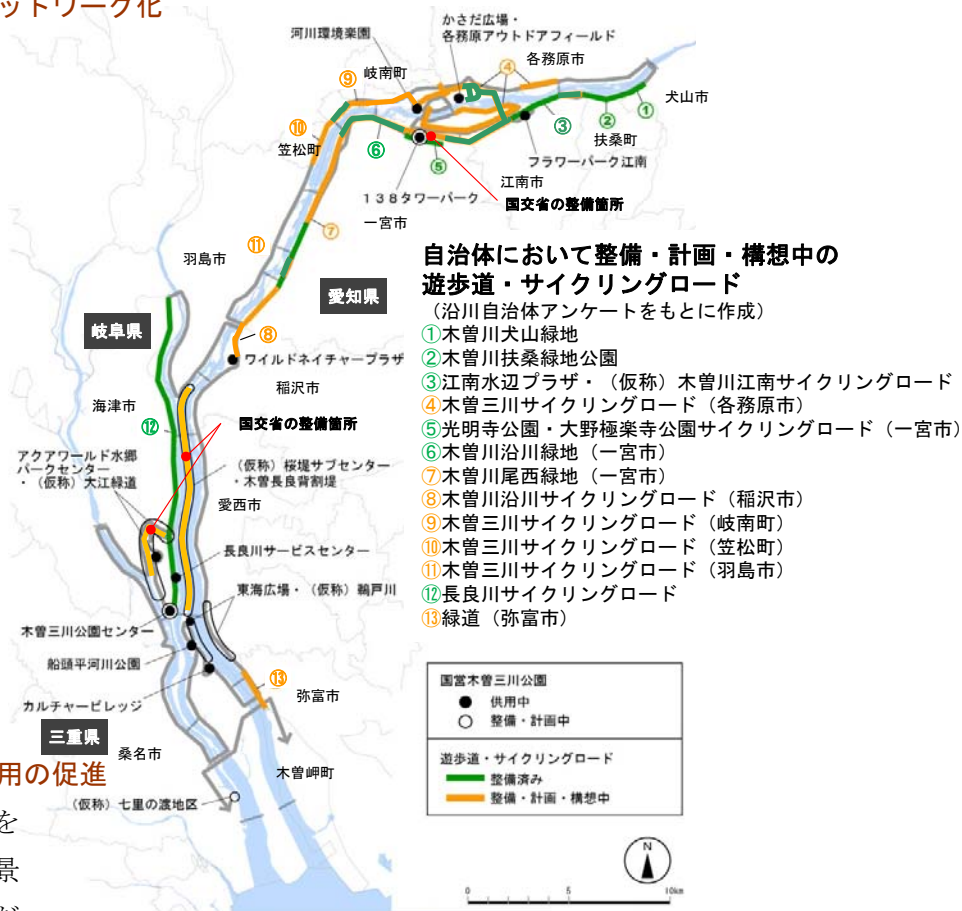 ットワーク化
かさだ広場・
各務原アウトドアフィールド
河川環境楽園
各務原市
岐南町
④
⑨
犬山市
①
②
③
扶桑町
⑩
笠松町
⑥
⑤
フラワーパーク江南
江南市
138タワーパーク
国交省の整備箇所
一宮市
⑦
⑪
羽島市
愛知県
岐阜県
⑧
ワイルドネイチャープラザ
稲沢市
海津市
⑫
国交省の整備箇所
アクアワールド水郷
パークセンター
・(仮称)大江緑道
(仮称)桜堤サブセンター
・木曽長良背割堤
愛西市
長良川サービスセンター
東海広場・(仮称)鵜戸川
木曽三川公園センター
船頭平河川公園
カルチャービレッジ
⑬
弥富市
三重県
桑名市
木曽岬町
用の促進
(仮称)七里の渡地区
を
景
自治体において整備・計画・構想中の
遊歩道・サイクリングロード
(沿川自治体アンケートをもとに作成)
①木曽川犬山緑地
②木曽川扶桑緑地公園
③江南水辺プラザ・(仮称)木曽川江南サイクリングロード
④木曽三川サイクリングロード(各務原市)
⑤光明寺公園・大野極楽寺公園サイクリングロード(一宮市)
⑥木曽川沿川緑地(一宮市)
⑦木曽川尾西緑地(一宮市)
⑧木曽川沿川サイクリングロード(稲沢市)
⑨木曽三川サイクリングロード(岐南町)
⑩木曽三川サイクリングロード(笠松町)
⑪木曽三川サイクリングロード(羽島市)
⑫長良川サイクリングロード
⑬緑道(弥富市)
国営木曽三川公園
供用中
整備・計画中
遊歩道・サイクリングロード
整備済み
整備・計画・構想中
N
0 5 10km